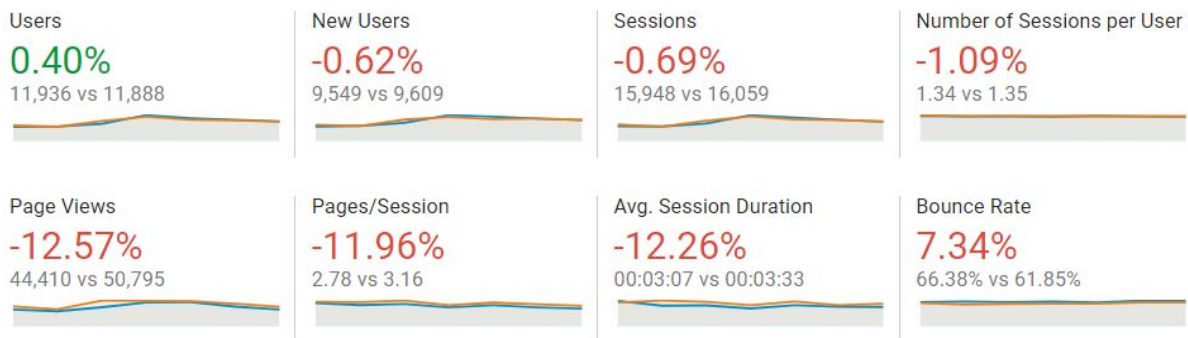 Users
0.40%
11,936 vs 11,888
New Users
-0.62%
9,549 vs 9,609
Sessions
-0.69%
15,948 vs 16,059
Number of Sessions per User
-1.09%
1.34 vs 1.35
Page Views
-12.57%
44,410 vs 50,795
Pages/Session
-11.96%
2.78 vs 3.16
Avg. Session Duration
-12.26%
00:03:07 vs 00:03:33
Bounce Rate
7.34%
66.38% vs 61.85%